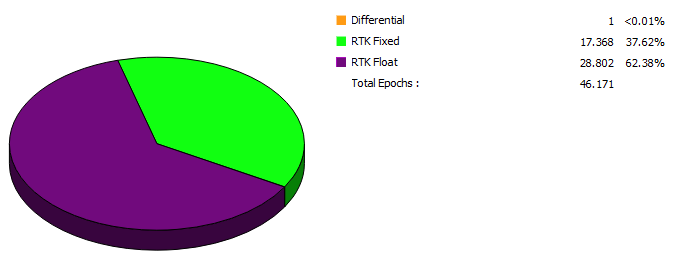 Differential 1 <0.01%
RTK Fixed 17.368 37.62%
RTK Float 28.802 62.38%
Total Epochs : 46.171